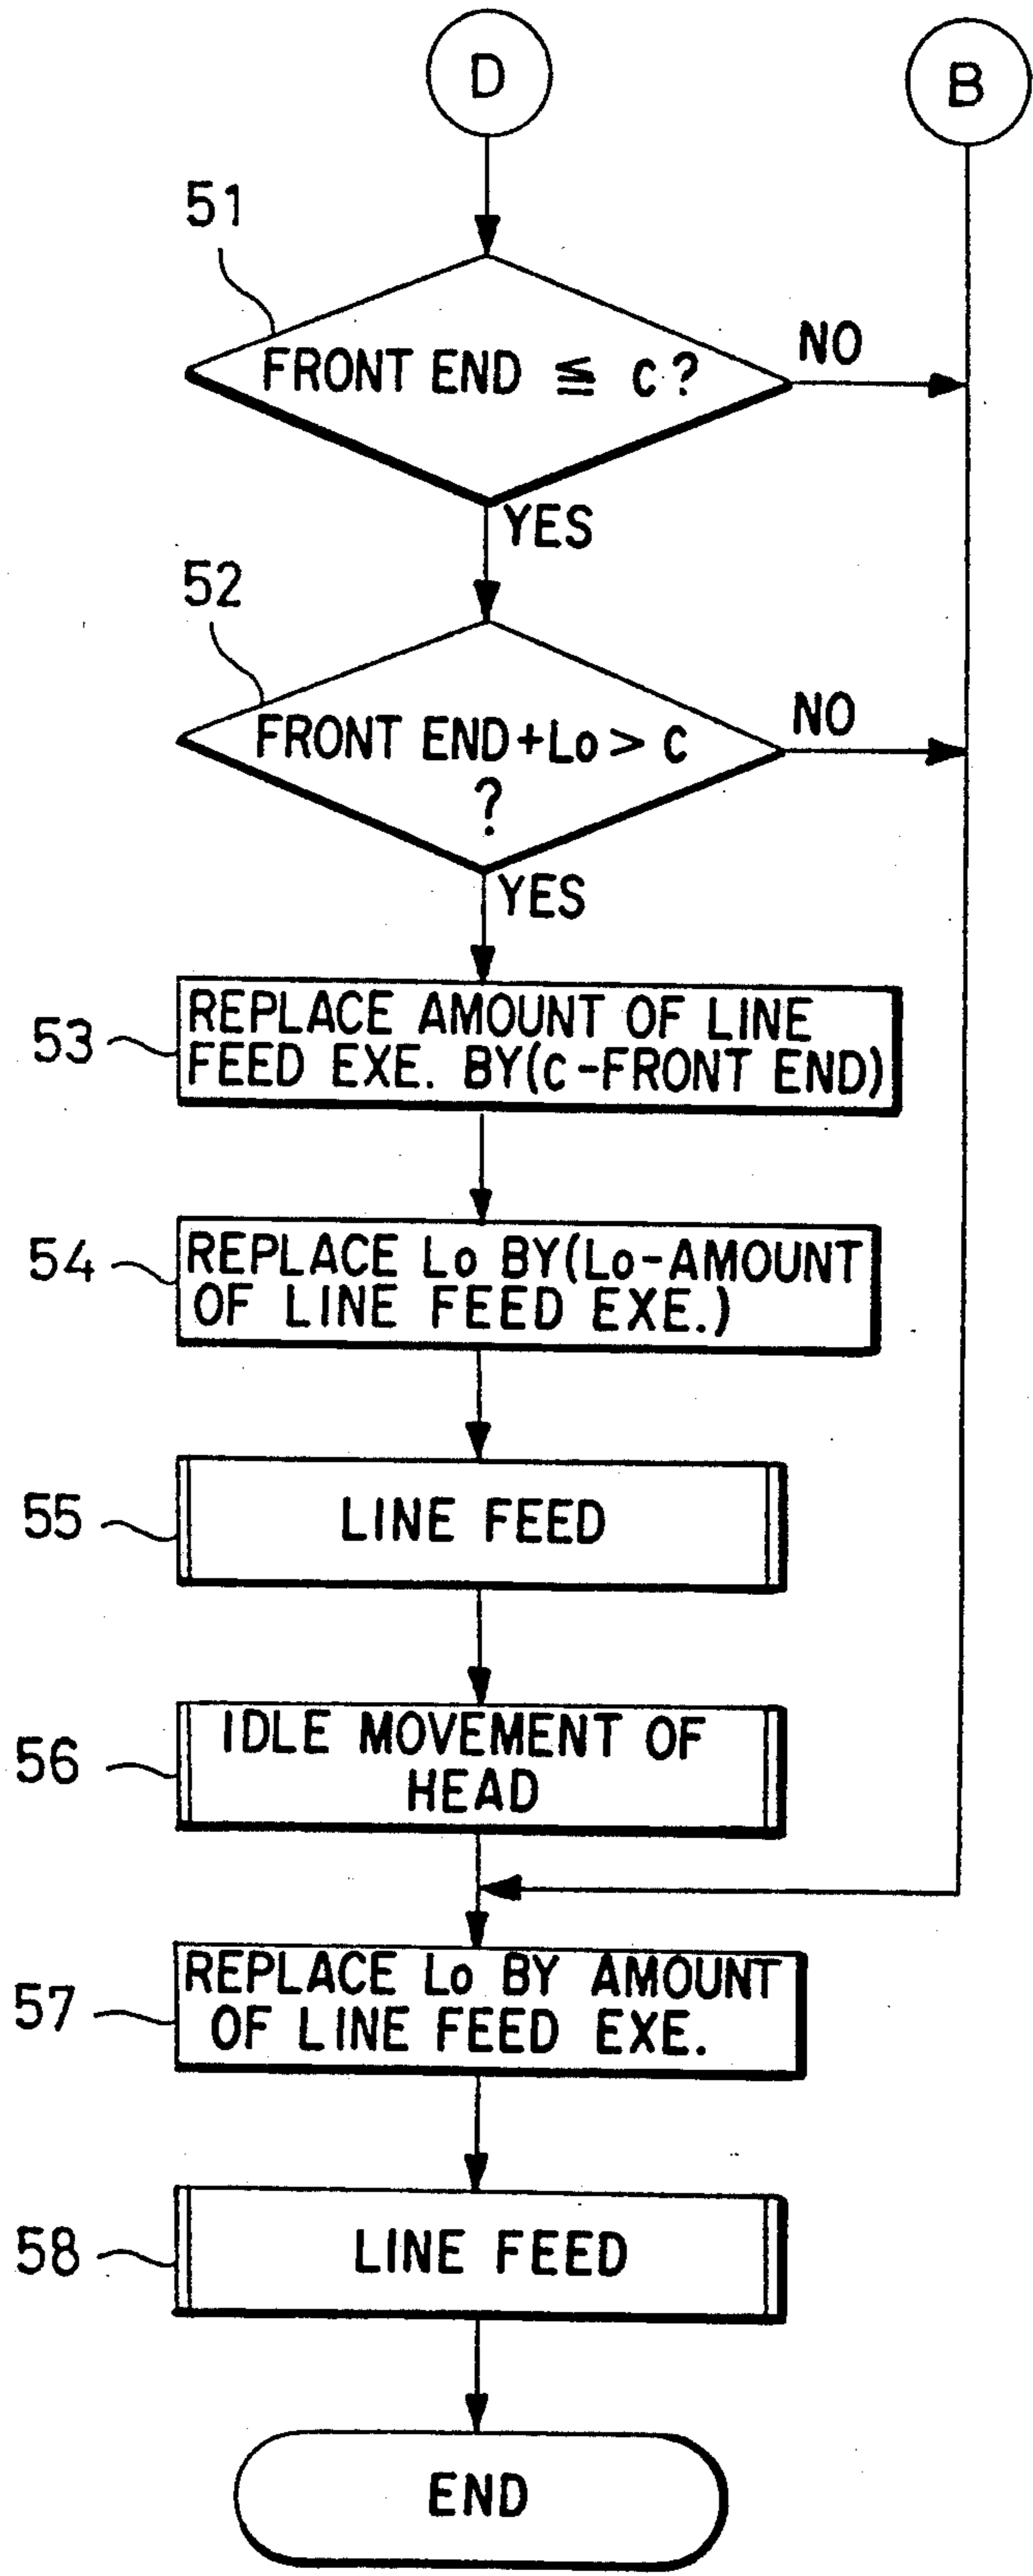 D
B
51
FRONT END ≦ c?
NO
YES
52
FRONT END+Lo > c
?
NO
YES
53
REPLACE AMOUNT OF LINE
FEED EXE. BY(c-FRONT END)
54
REPLACE Lo BY(Lo-AMOUNT
OF LINE FEED EXE.)
55
LINE FEED
56
IDLE MOVEMENT OF
HEAD
57
REPLACE Lo BY AMOUNT
OF LINE FEED EXE.
58
LINE FEED
END